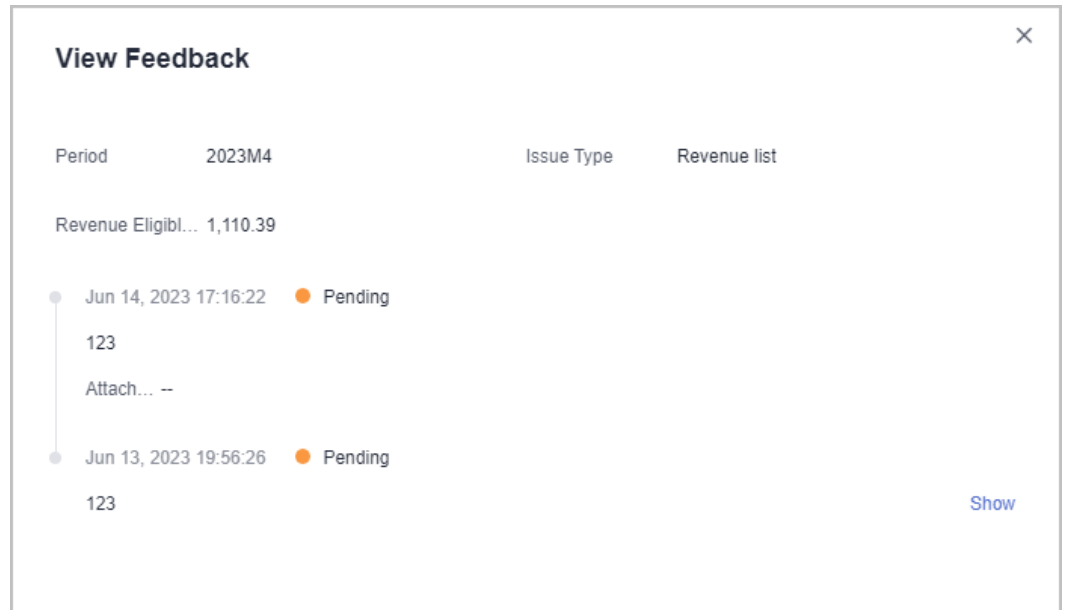 View Feedback
Period 2023M4 Issue Type Revenue list
Revenue Eligibl... 1,110.39
Jun 14, 2023 17:16:22 Pending
123
Attach... --
Jun 13, 2023 19:56:26 Pending
123 Show